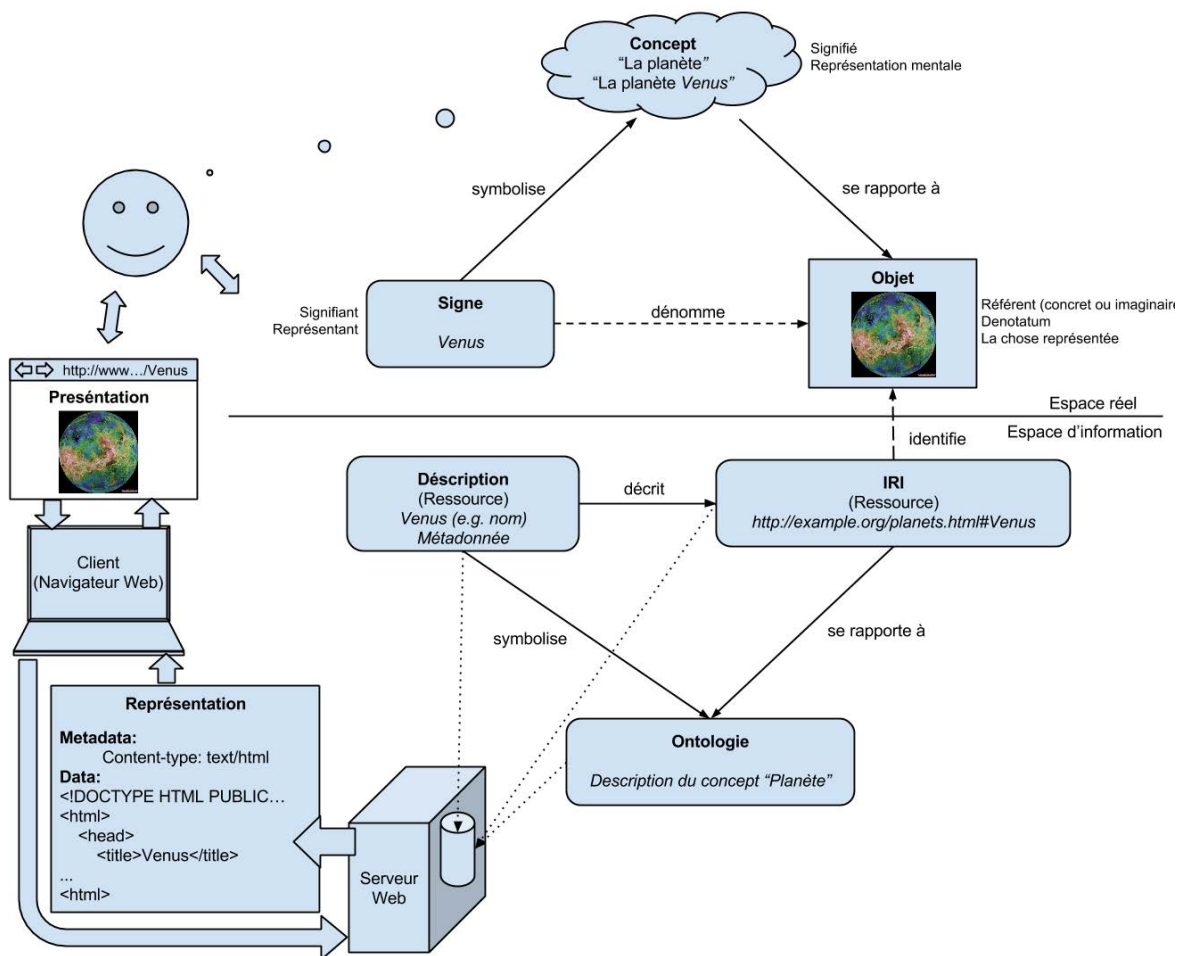 Concept
“La planète”
“La planète Venus”
Signifié
Représentation mentale
symbolise
se rapporte à
Signifiant
Représentant
Signe
Venus
dénomme
Objet
Référent (concret ou imaginaire
Denotatum
La chose représentée
http://www.../Venus
Preséntation
Espace réel
Espace d’information
identifie
Déscription
(Ressource)
Venus (e.g. nom)
Métadonnée
décrit
IRI
(Ressource)
http://example.org/planets.html#Venus
Client
(Navigateur Web)
symbolise
se rapporte à
Représentation
Metadata:
Content-type: text/html
Data:
<!DOCTYPE HTML PUBLIC...
<html>
<head>
<title>Venus</title>
...
<html>
Ontologie
Description du concept “Planète”
Serveur
Web